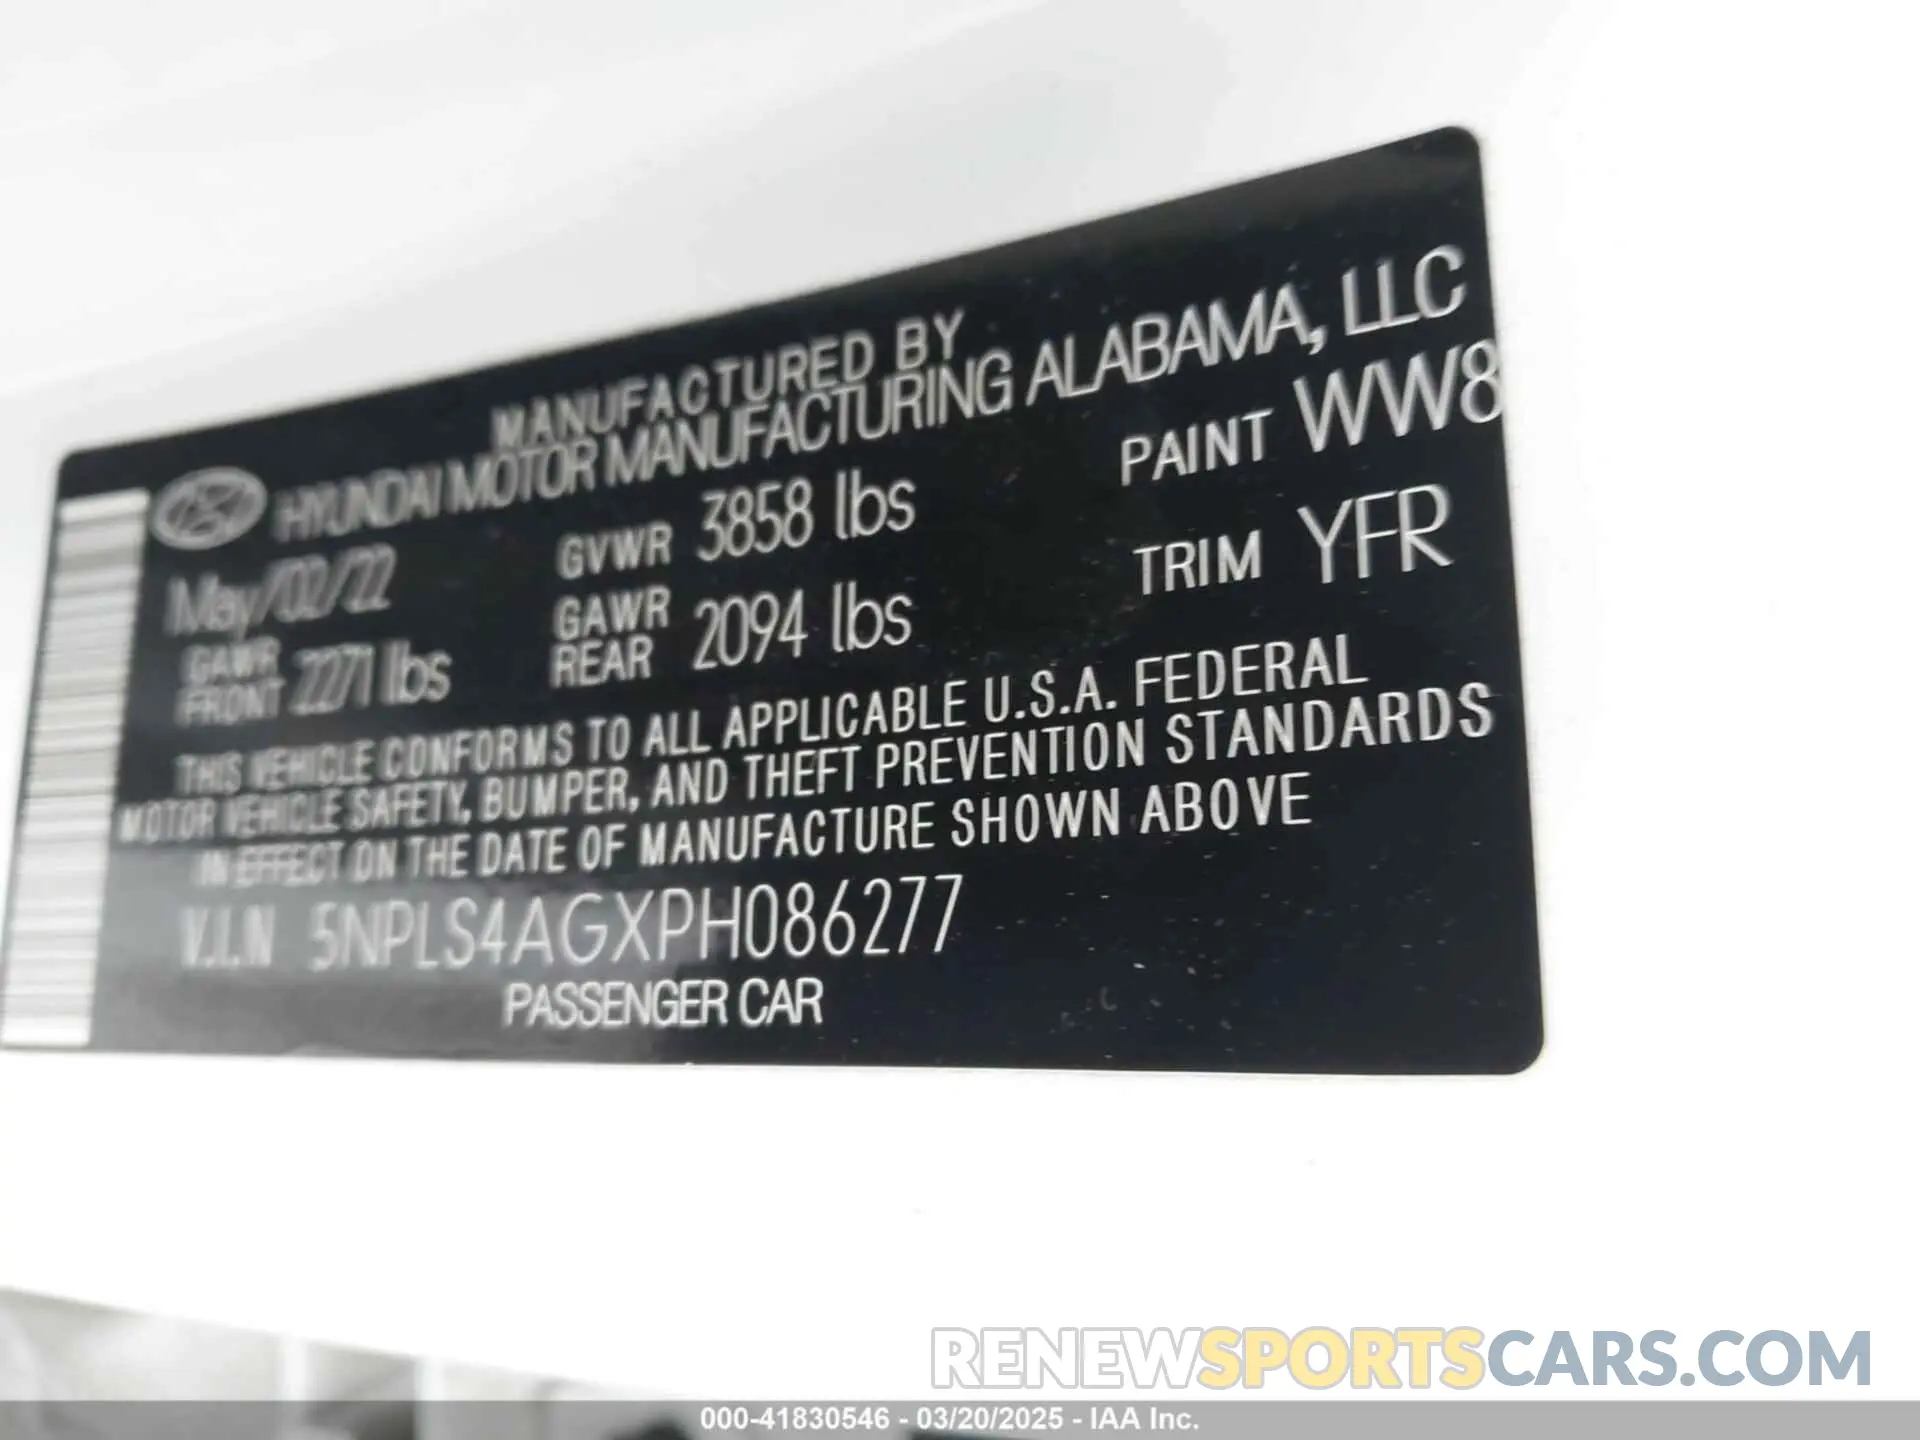 MANUFACTURED BY
HYUNDAI MOTOR MANUFACTURING ALABAMA, LLC
May/02/22 GVWR 3858 lbs PAINT WW8
GAWR FRONT 2271 lbs GAWR REAR 2094 lbs TRIM YFR
THIS VEHICLE CONFORMS TO ALL APPLICABLE U.S.A. FEDERAL
MOTOR VEHICLE SAFETY, BUMPER, AND THEFT PREVENTION STANDARDS
IN EFFECT ON THE DATE OF MANUFACTURE SHOWN ABOVE
V.I.N 5NPLS4AGXPH086277
PASSENGER CAR
RENEWSPORTSCARS.COM
000-41830546 - 03/20/2025 - IAA Inc.